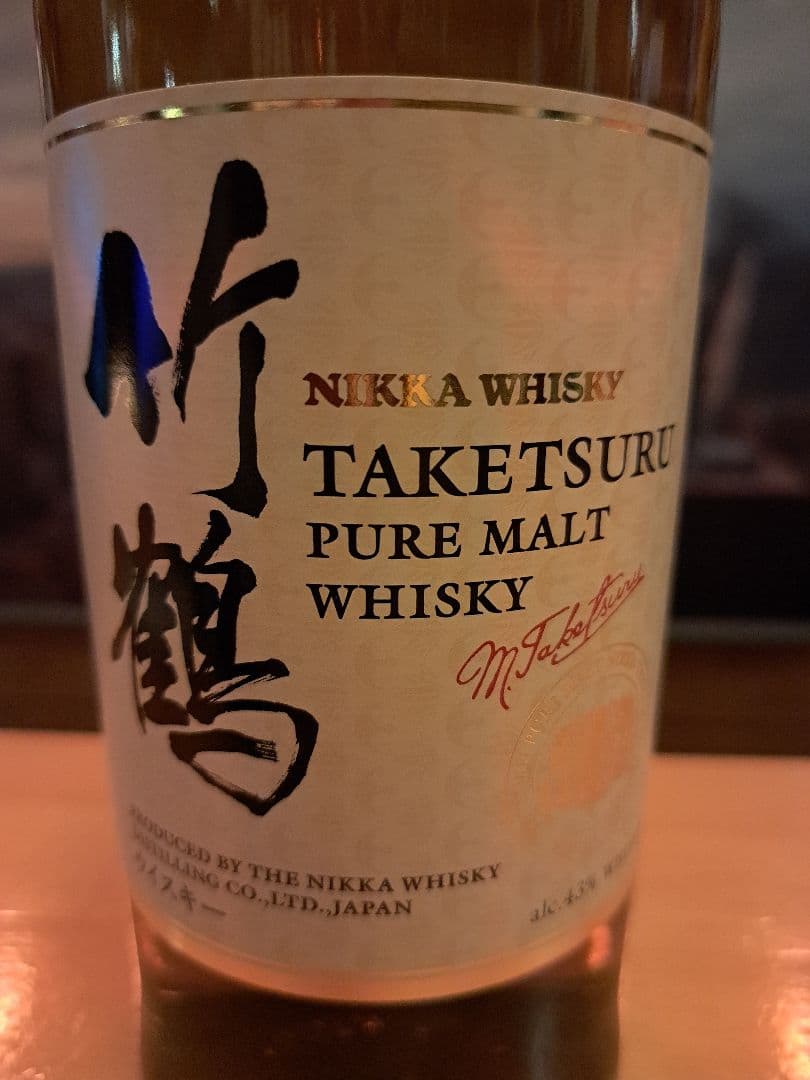 竹鶴
NIKKA WHISKY
TAKETSURU
PURE MALT
WHISKY
M. Taketsuru
PRODUCED BY THE NIKKA WHISKY
DISTILLING CO.,LTD.,JAPAN
ウイスキー
alc. 43%